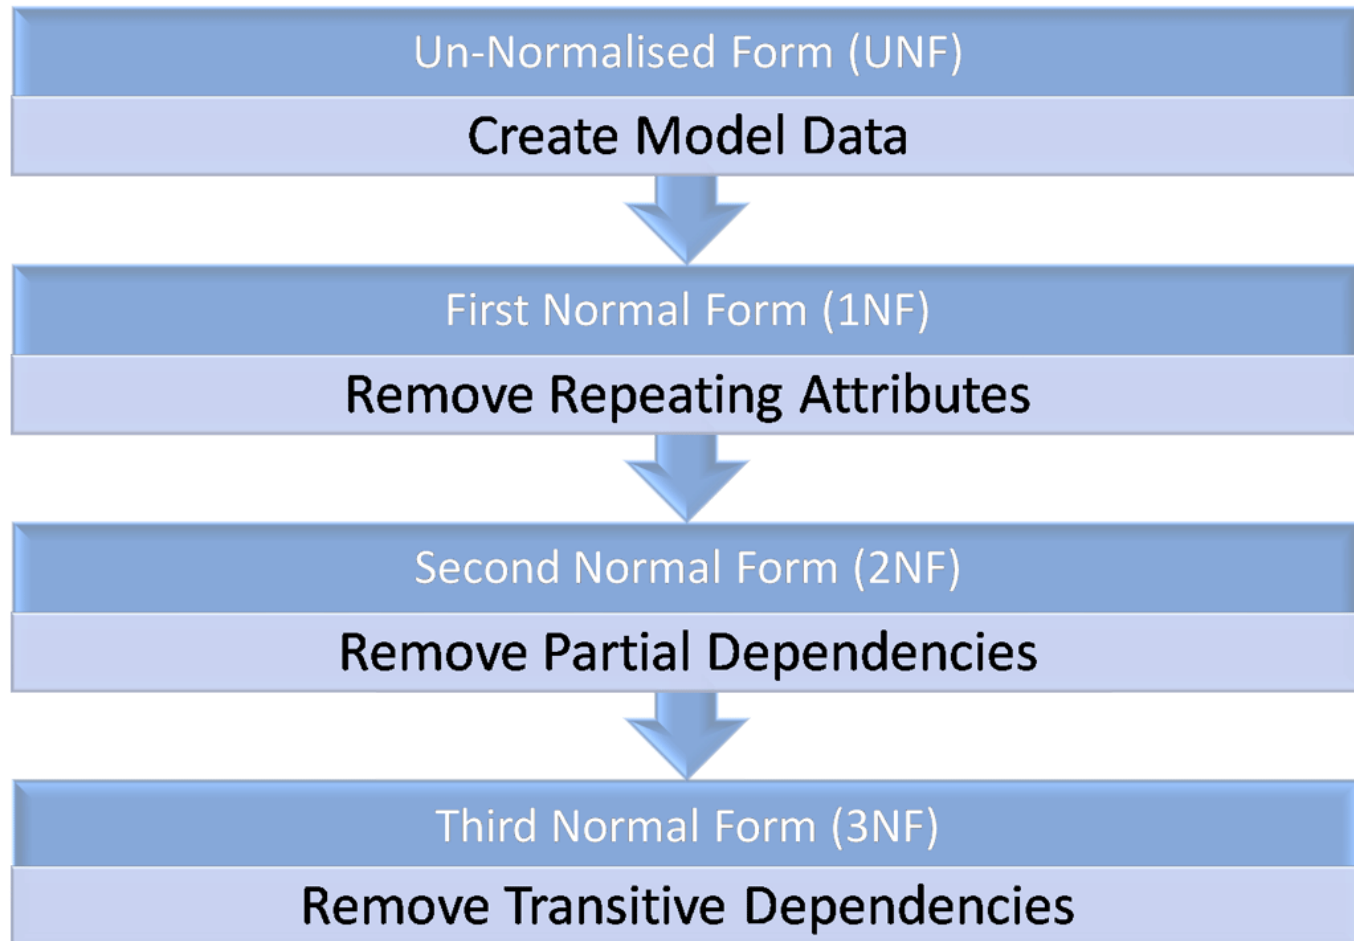 Un-Normalised Form (UNF)
Create Model Data
First Normal Form (1NF)
Remove Repeating Attributes
Second Normal Form (2NF)
Remove Partial Dependencies
Third Normal Form (3NF)
Remove Transitive Dependencies